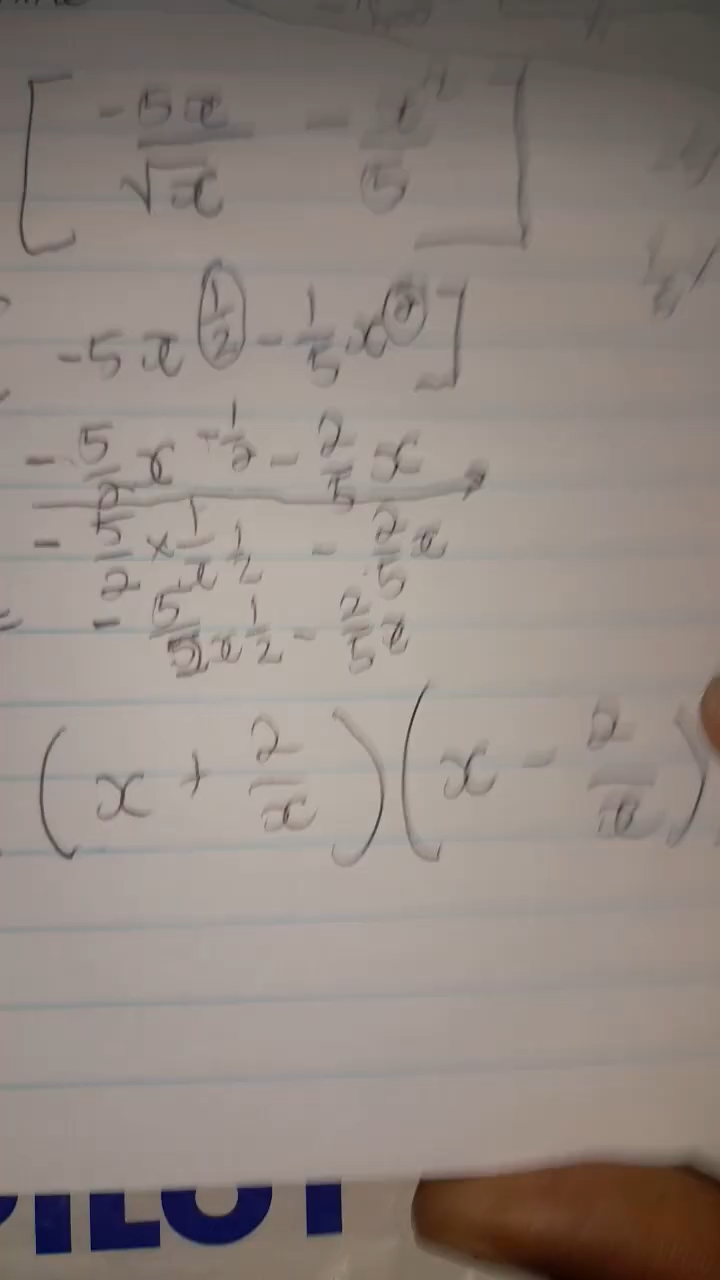 [ -5x/√x - x²/5 ]
-5x^(1/2) - 1/5 x^(2) ]
- 5/2 x^(-1/2) - 2/5 x
- 5/2 × 1/x^(1/2) - 2/5 x
= - 5/2x^(1/2) - 2/5 x
(x + 2/x)(x - 2/x)
PILOT